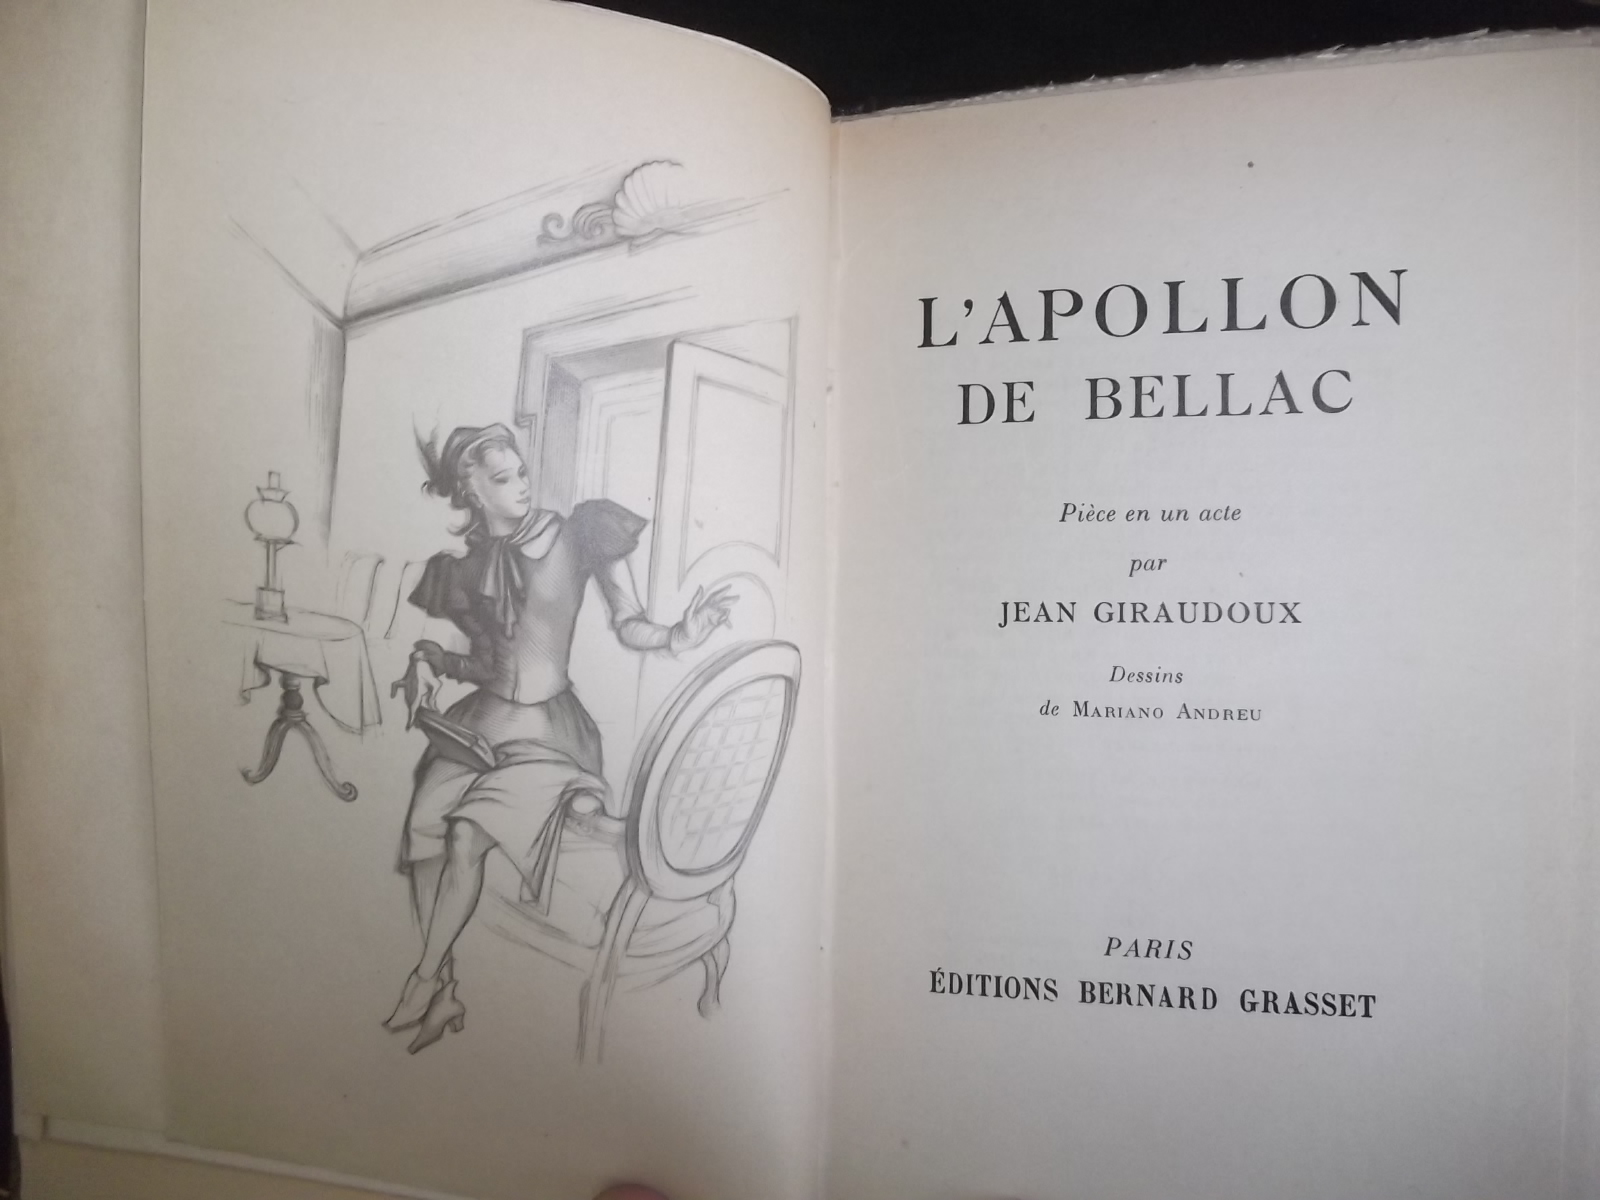 L'APOLLON
DE BELLAC
Pièce en un acte
par
JEAN GIRAUDOUX
Dessins
de MARIANO ANDREU
PARIS
ÉDITIONS BERNARD GRASSET